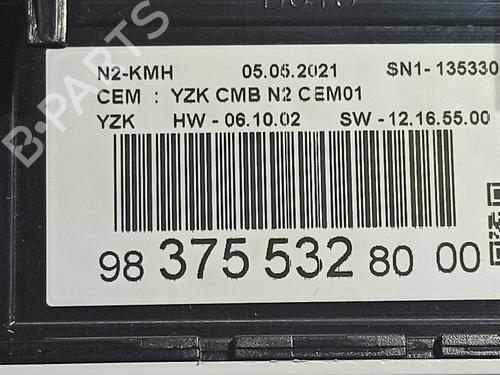 N2-KMH 05.05.2021 SN1- 135330
CEM : YZK CMB N2 CEM01
YZK HW - 06.10.02 SW - 12.16.55.00
98 375 532 80 00
B-PARTS